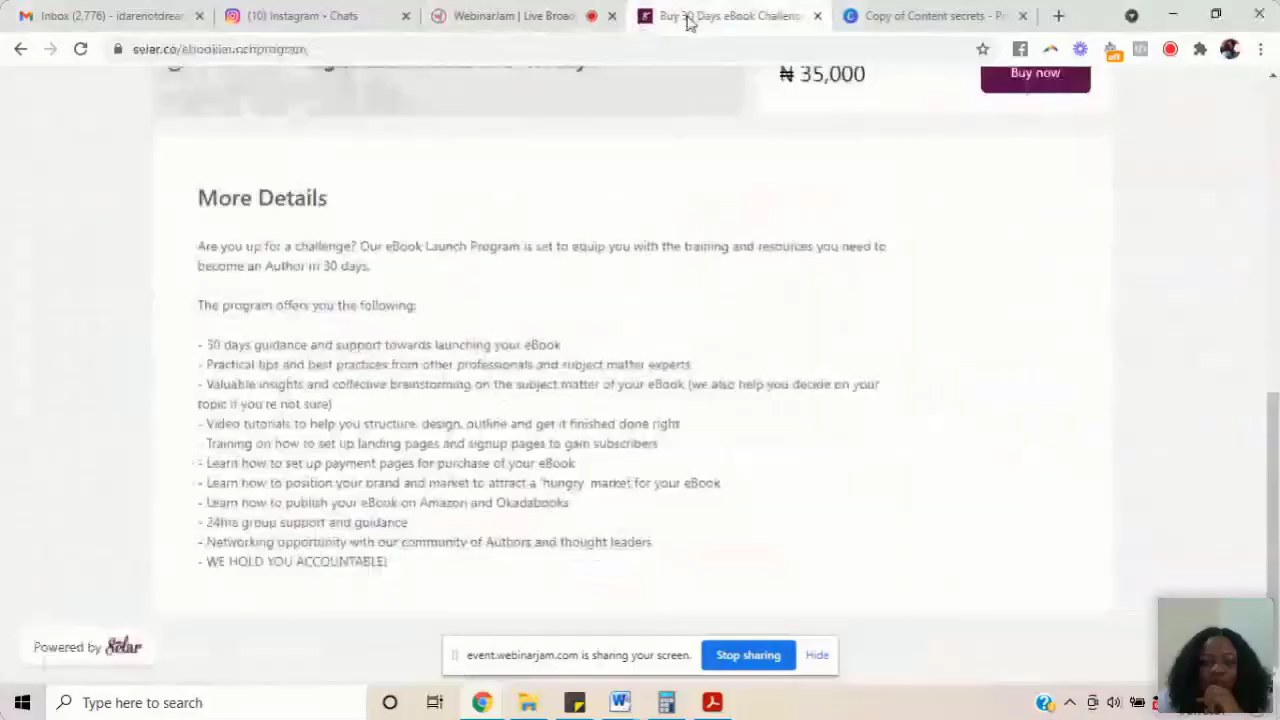 Inbox (2,776) - idarenotdrear
(10) Instagram • Chats
WebinarJam | Live Broad
Buy 30 Days eBook Challens
Copy of Content secrets - Pr
selar.co/ebooklaunchprogram
₦ 35,000
Buy now
More Details
Are you up for a challenge? Our eBook Launch Program is set to equip you with the training and resources you need to
become an Author in 30 days.
The program offers you the following:
- 30 days guidance and support towards launching your eBook
- Practical tips and best practices from other professionals and subject matter experts
- Valuable insights and collective brainstorming on the subject matter of your eBook (we also help you decide on your
topic if you're not sure)
- Video tutorials to help you structure, design, outline and get it finished done right
- Training on how to set up landing pages and signup pages to gain subscribers
- Learn how to set up payment pages for purchase of your eBook
- Learn how to position your brand and market to attract a 'hungry' market for your eBook
- Learn how to publish your eBook on Amazon and Okadabooks
- 24hrs group support and guidance
- Networking opportunity with our community of Authors and thought leaders
- WE HOLD YOU ACCOUNTABLE!
Powered by Selar
event.webinarjam.com is sharing your screen.
Stop sharing
Hide
off
Type here to search